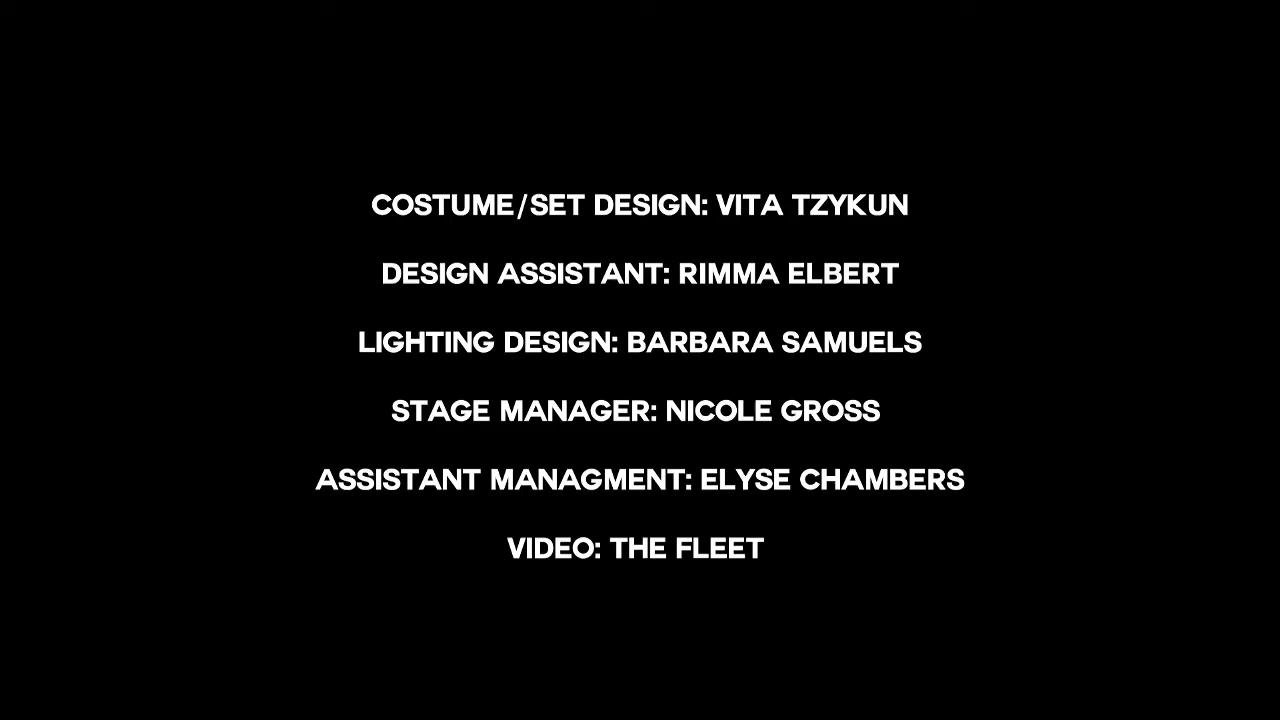 COSTUME/SET DESIGN: VITA TZYKUN
DESIGN ASSISTANT: RIMMA ELBERT
LIGHTING DESIGN: BARBARA SAMUELS
STAGE MANAGER: NICOLE GROSS
ASSISTANT MANAGMENT: ELYSE CHAMBERS
VIDEO: THE FLEET